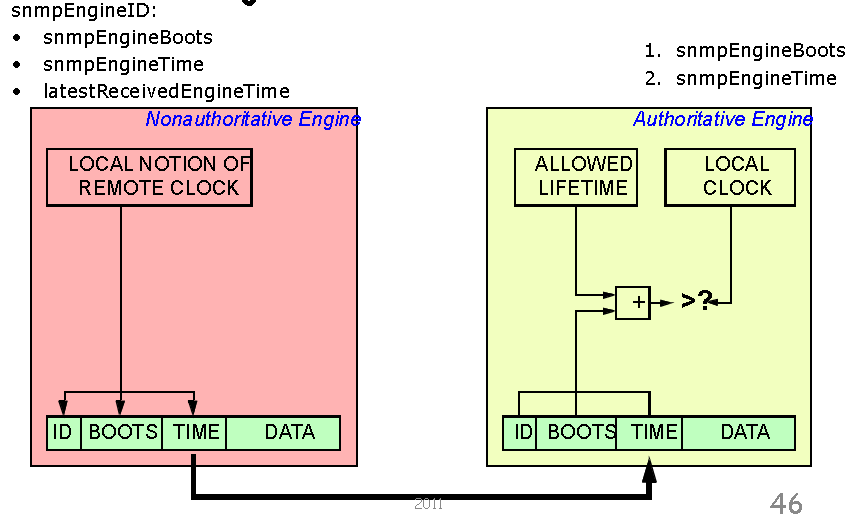 snmpEngineID:
• snmpEngineBoots
• snmpEngineTime
• latestReceivedEngineTime
1. snmpEngineBoots
2. snmpEngineTime
Nonauthoritative Engine
Authoritative Engine
LOCAL NOTION OF
REMOTE CLOCK
ALLOWED
LIFETIME
LOCAL
CLOCK
+
>?
ID BOOTS TIME DATA
ID BOOTS TIME DATA
2011
46